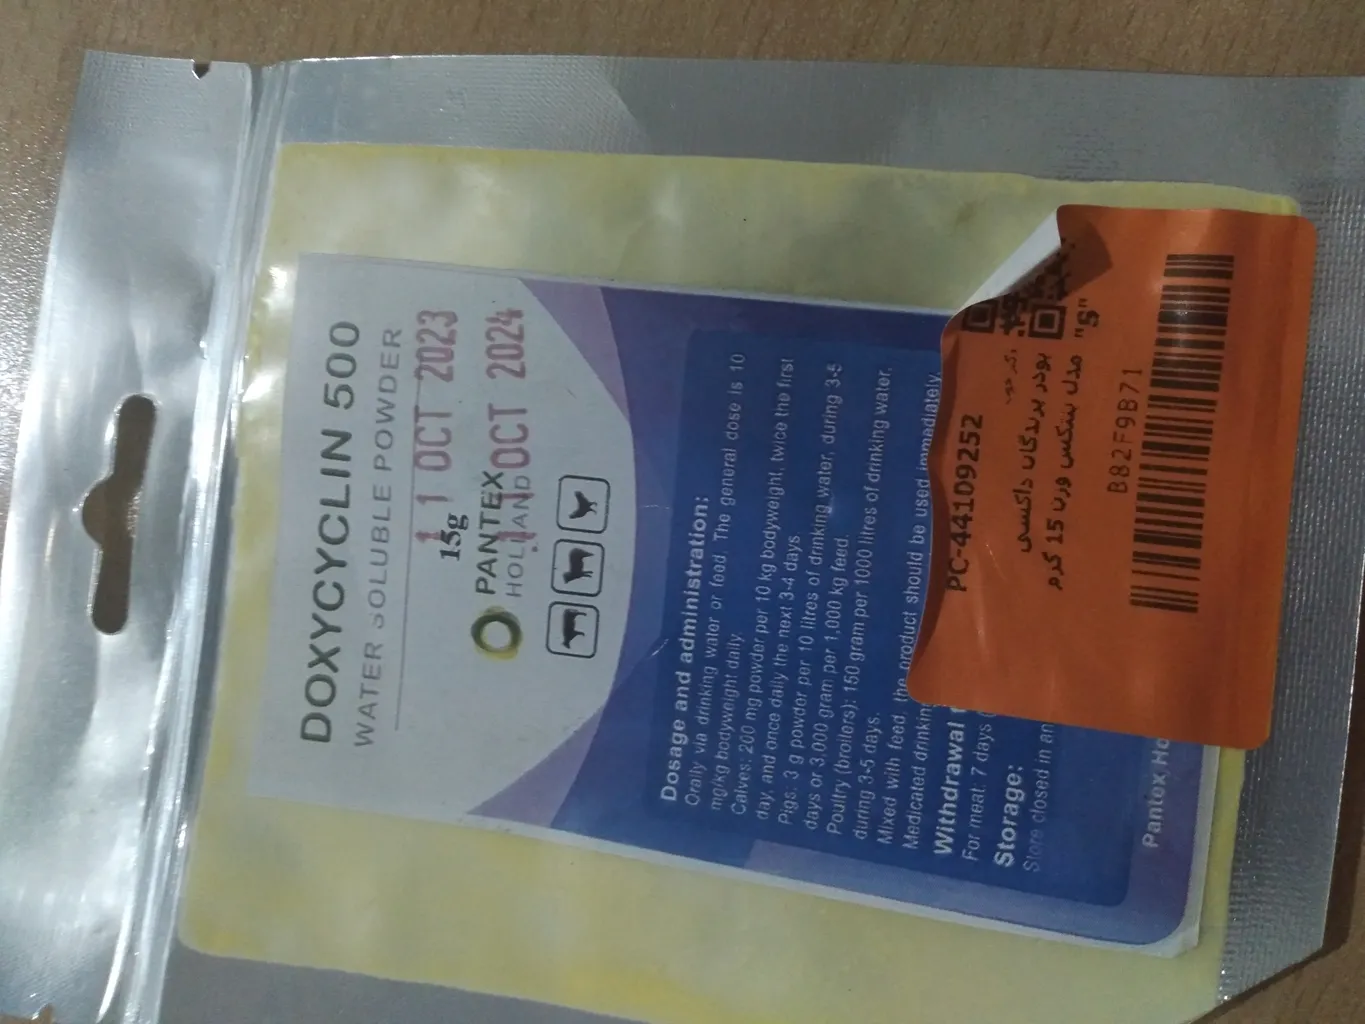 DOXYCYCLIN 500
WATER SOLUBLE POWDER
11 OCT 2023
15g
PANTEX
HOLLAND
11 OCT 2024
Dosage and administration:
Orally via drinking water or feed. The general dose is 10
mg/kg bodyweight daily.
Calves: 200 mg powder per 10 kg bodyweight, twice the first
day, and once daily the next 3-4 days
Pigs: 3 g powder per 10 litres of drinking water, during 3-5
days or 3,000 gram per 1,000 kg feed.
Poultry (broilers): 150 gram per 1000 litres of drinking water,
during 3-5 days.
Mixed with feed, the product should be used immediately.
Medicated drinking
Withdrawal
For meat: 7 days
Storage:
Store closed in an
Pantex Ho
PC-44109252
پودر پرندگان داکسی
مدل پنتکس وزن 15 گرم
"S"
B82F9B71